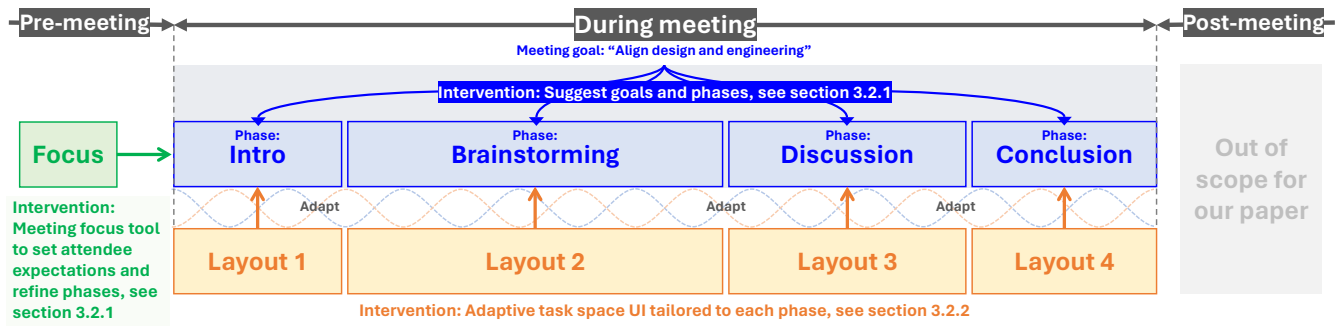 Pre-meeting
During meeting
Post-meeting
Meeting goal: “Align design and engineering”
Intervention: Suggest goals and phases, see section 3.2.1
Focus
Phase:
Intro
Phase:
Brainstorming
Phase:
Discussion
Phase:
Conclusion
Out of
scope for
our paper
Adapt
Adapt
Adapt
Intervention:
Meeting focus tool
to set attendee
expectations and
refine phases, see
section 3.2.1
Layout 1
Layout 2
Layout 3
Layout 4
Intervention: Adaptive task space UI tailored to each phase, see section 3.2.2